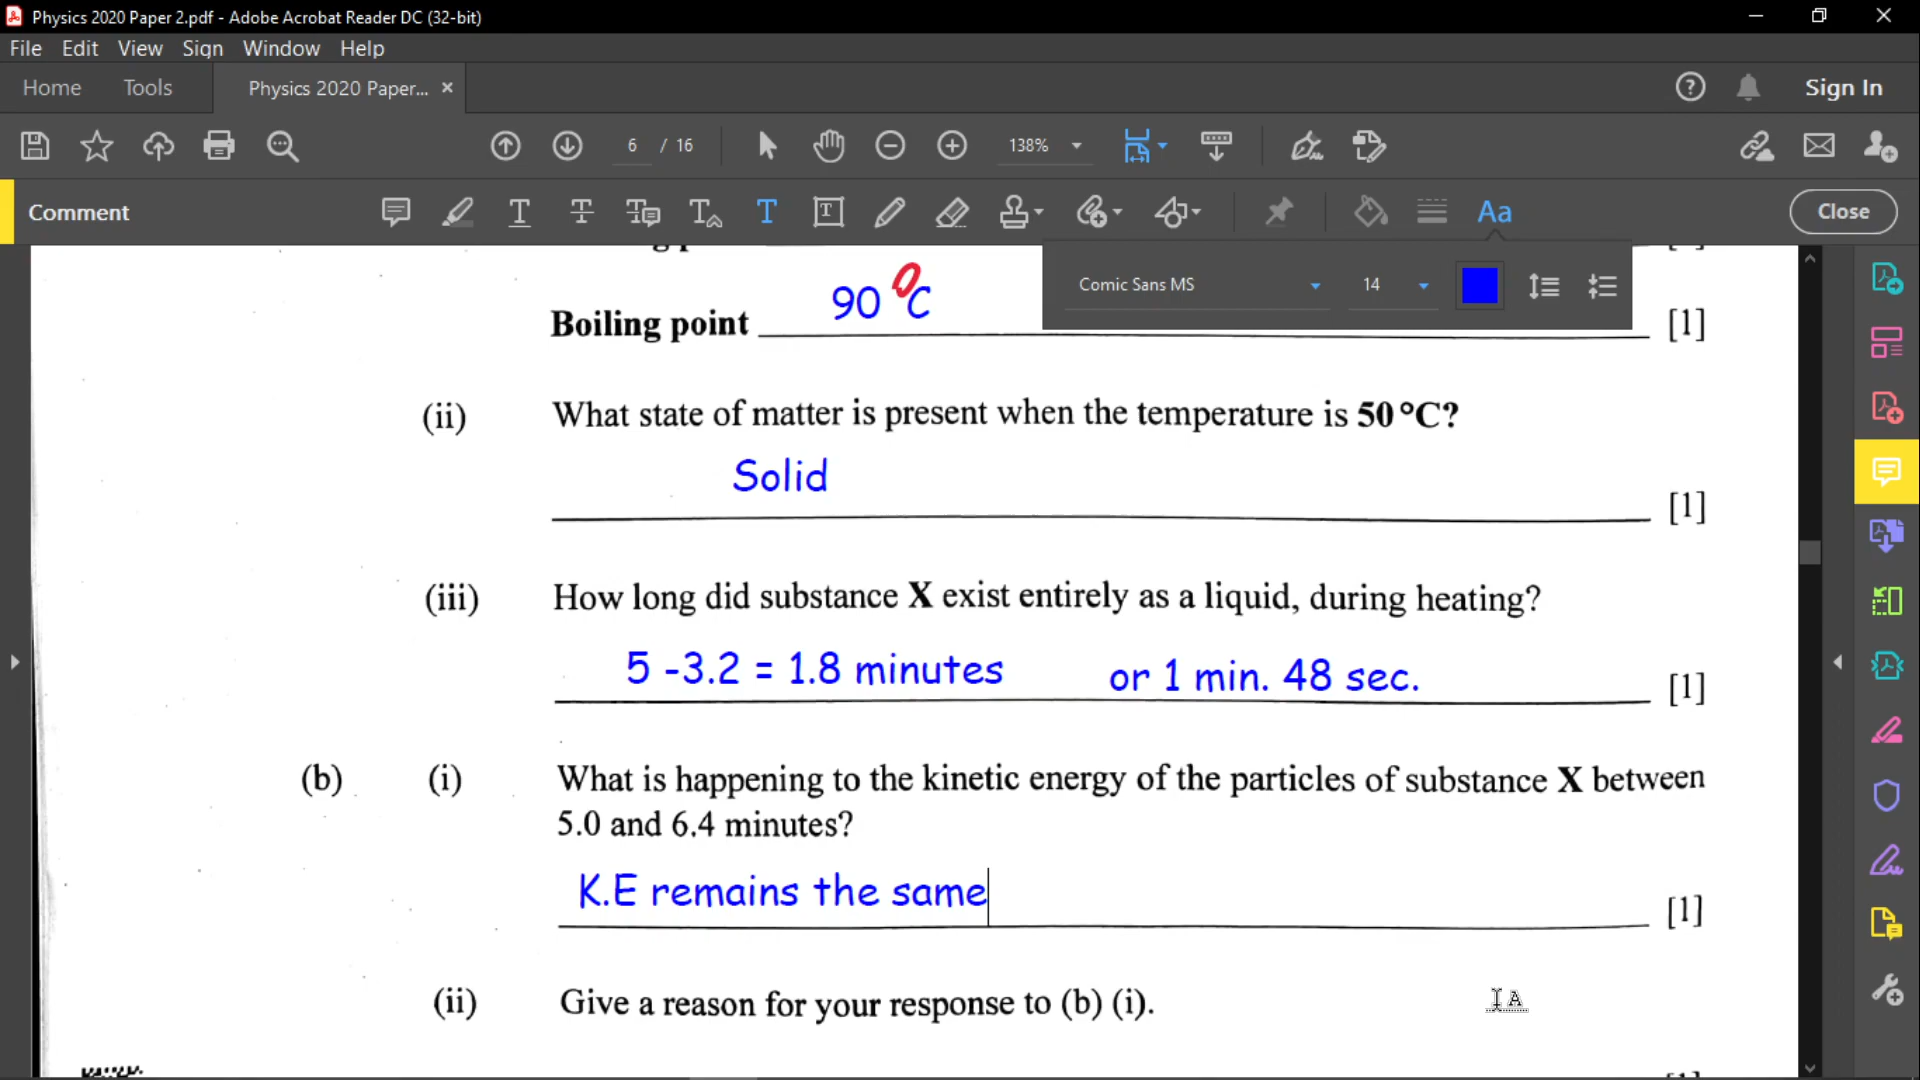 Physics 2020 Paper 2.pdf - Adobe Acrobat Reader DC (32-bit)
File Edit View Sign Window Help
Home Tools Physics 2020 Paper... × Sign In
6 / 16 138%
Comment Close
Comic Sans MS 14
90 °C
Boiling point [1]
(ii) What state of matter is present when the temperature is 50 °C?
Solid
[1]
(iii) How long did substance X exist entirely as a liquid, during heating?
5 -3.2 = 1.8 minutes or 1 min. 48 sec. [1]
(b) (i) What is happening to the kinetic energy of the particles of substance X between
5.0 and 6.4 minutes?
K.E remains the same [1]
(ii) Give a reason for your response to (b) (i).